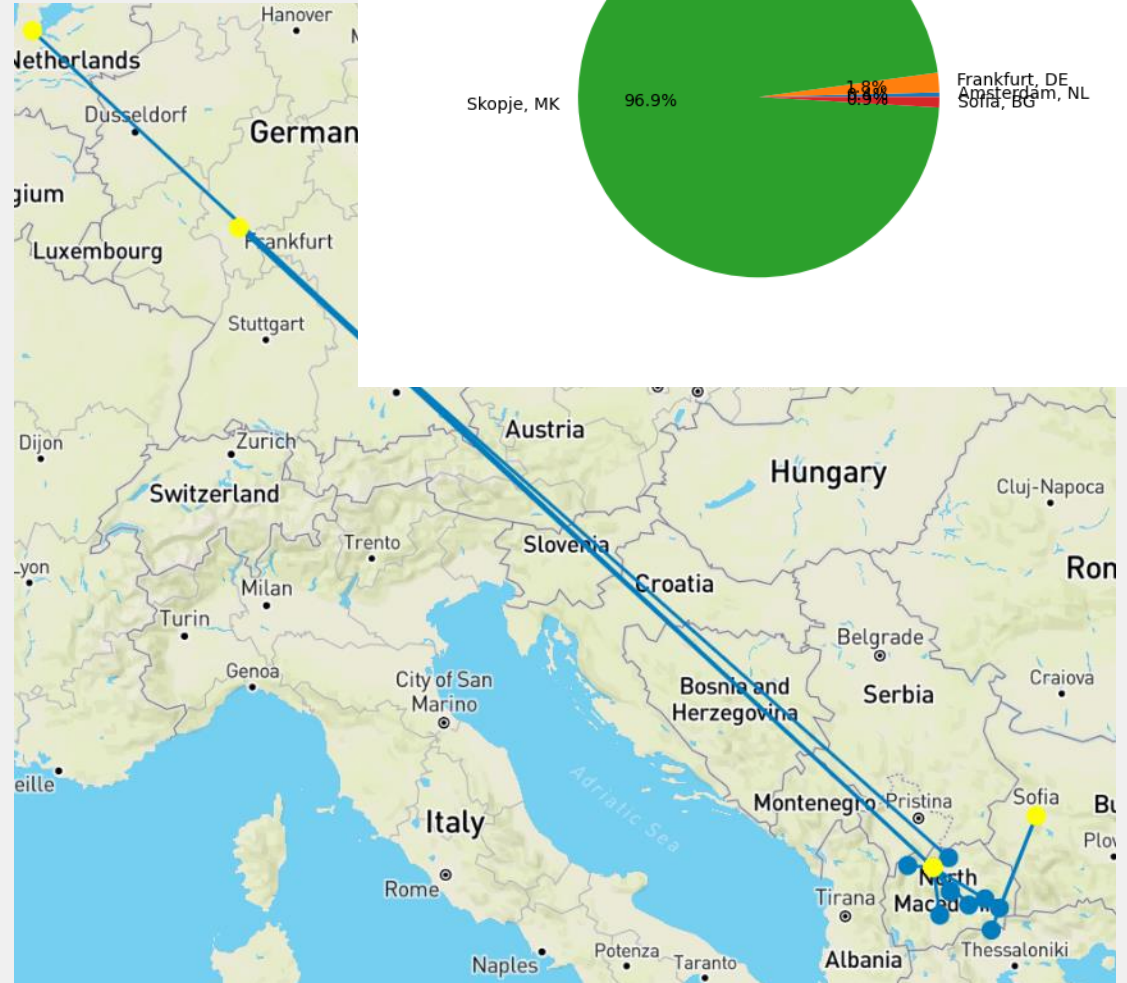 Hanover
Netherlands
Dusseldorf
German
gium
Luxembourg
Frankfurt
Stuttgart
Skopje, MK
96.9%
1.8%
0.9%
Frankfurt, DE
Amsterdam, NL
Sofia, BG
Dijon
Zurich
Austria
Switzerland
Hungary
Cluj-Napoca
Lyon
Trento
Slovenia
Croatia
Ron
Milan
Turin
Genoa
City of San
Marino
Belgrade
Bosnia and
Herzegovina
Serbia
Craiova
eille
Adriatic Sea
Montenegro
Pristina
Sofia
Bu
Italy
Plov
Rome
North
Tirana
Naples
Potenza
Taranto
Albania
Thessaloniki